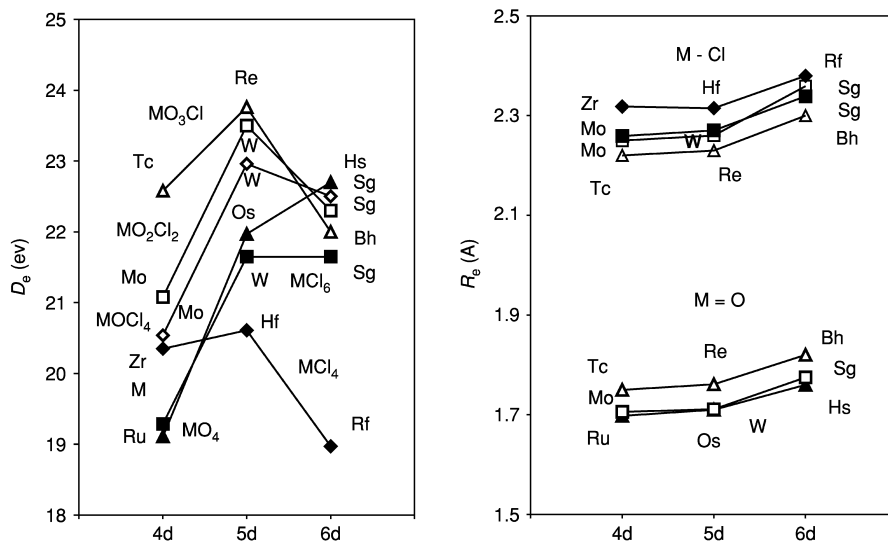 25
24
23
22
21
20
19
18
D_e (ev)
4d
5d
6d
Re
MO₃Cl
Tc
W
W
Hs
Sg
Sg
Os
MO₂Cl₂
Bh
Mo
W
MCl₆
Sg
MOCl₄
Mo
Hf
Zr
MCl₄
M
Ru
MO₄
Rf
2.5
2.3
2.1
1.9
1.7
1.5
R_e (A)
4d
5d
6d
M - Cl
Rf
Zr
Hf
Sg
Mo
Sg
Mo
W
Bh
Tc
Re
M = O
Bh
Tc
Re
Sg
Mo
Hs
Ru
Os
W